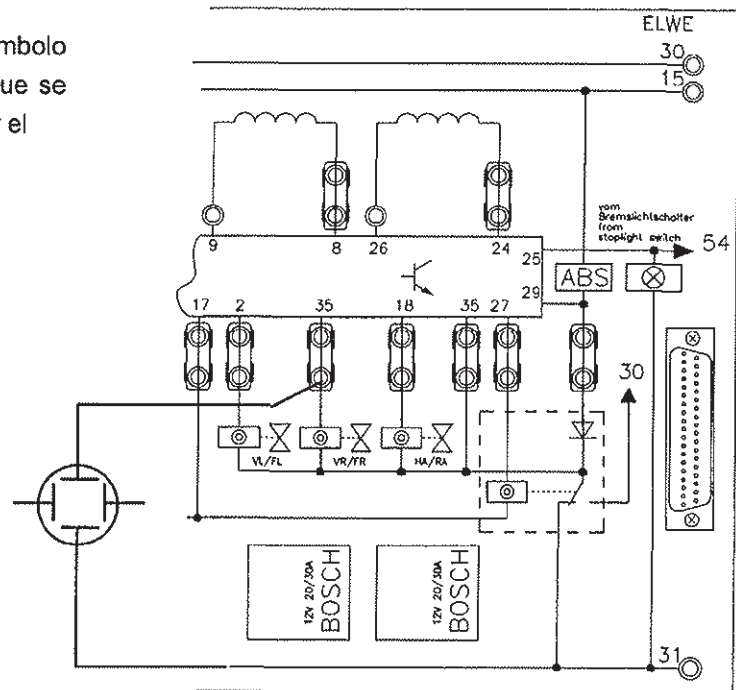 mbolo
ue se
el
ELWE
30
15
9
8
26
24
vom
Bremslichtschalter
from
stoplight switch
54
25
29
ABS
17
2
35
18
35
27
30
VL/FL
VR/FR
HA/RA
12V 20/30A
BOSCH
12V 20/30A
BOSCH
31